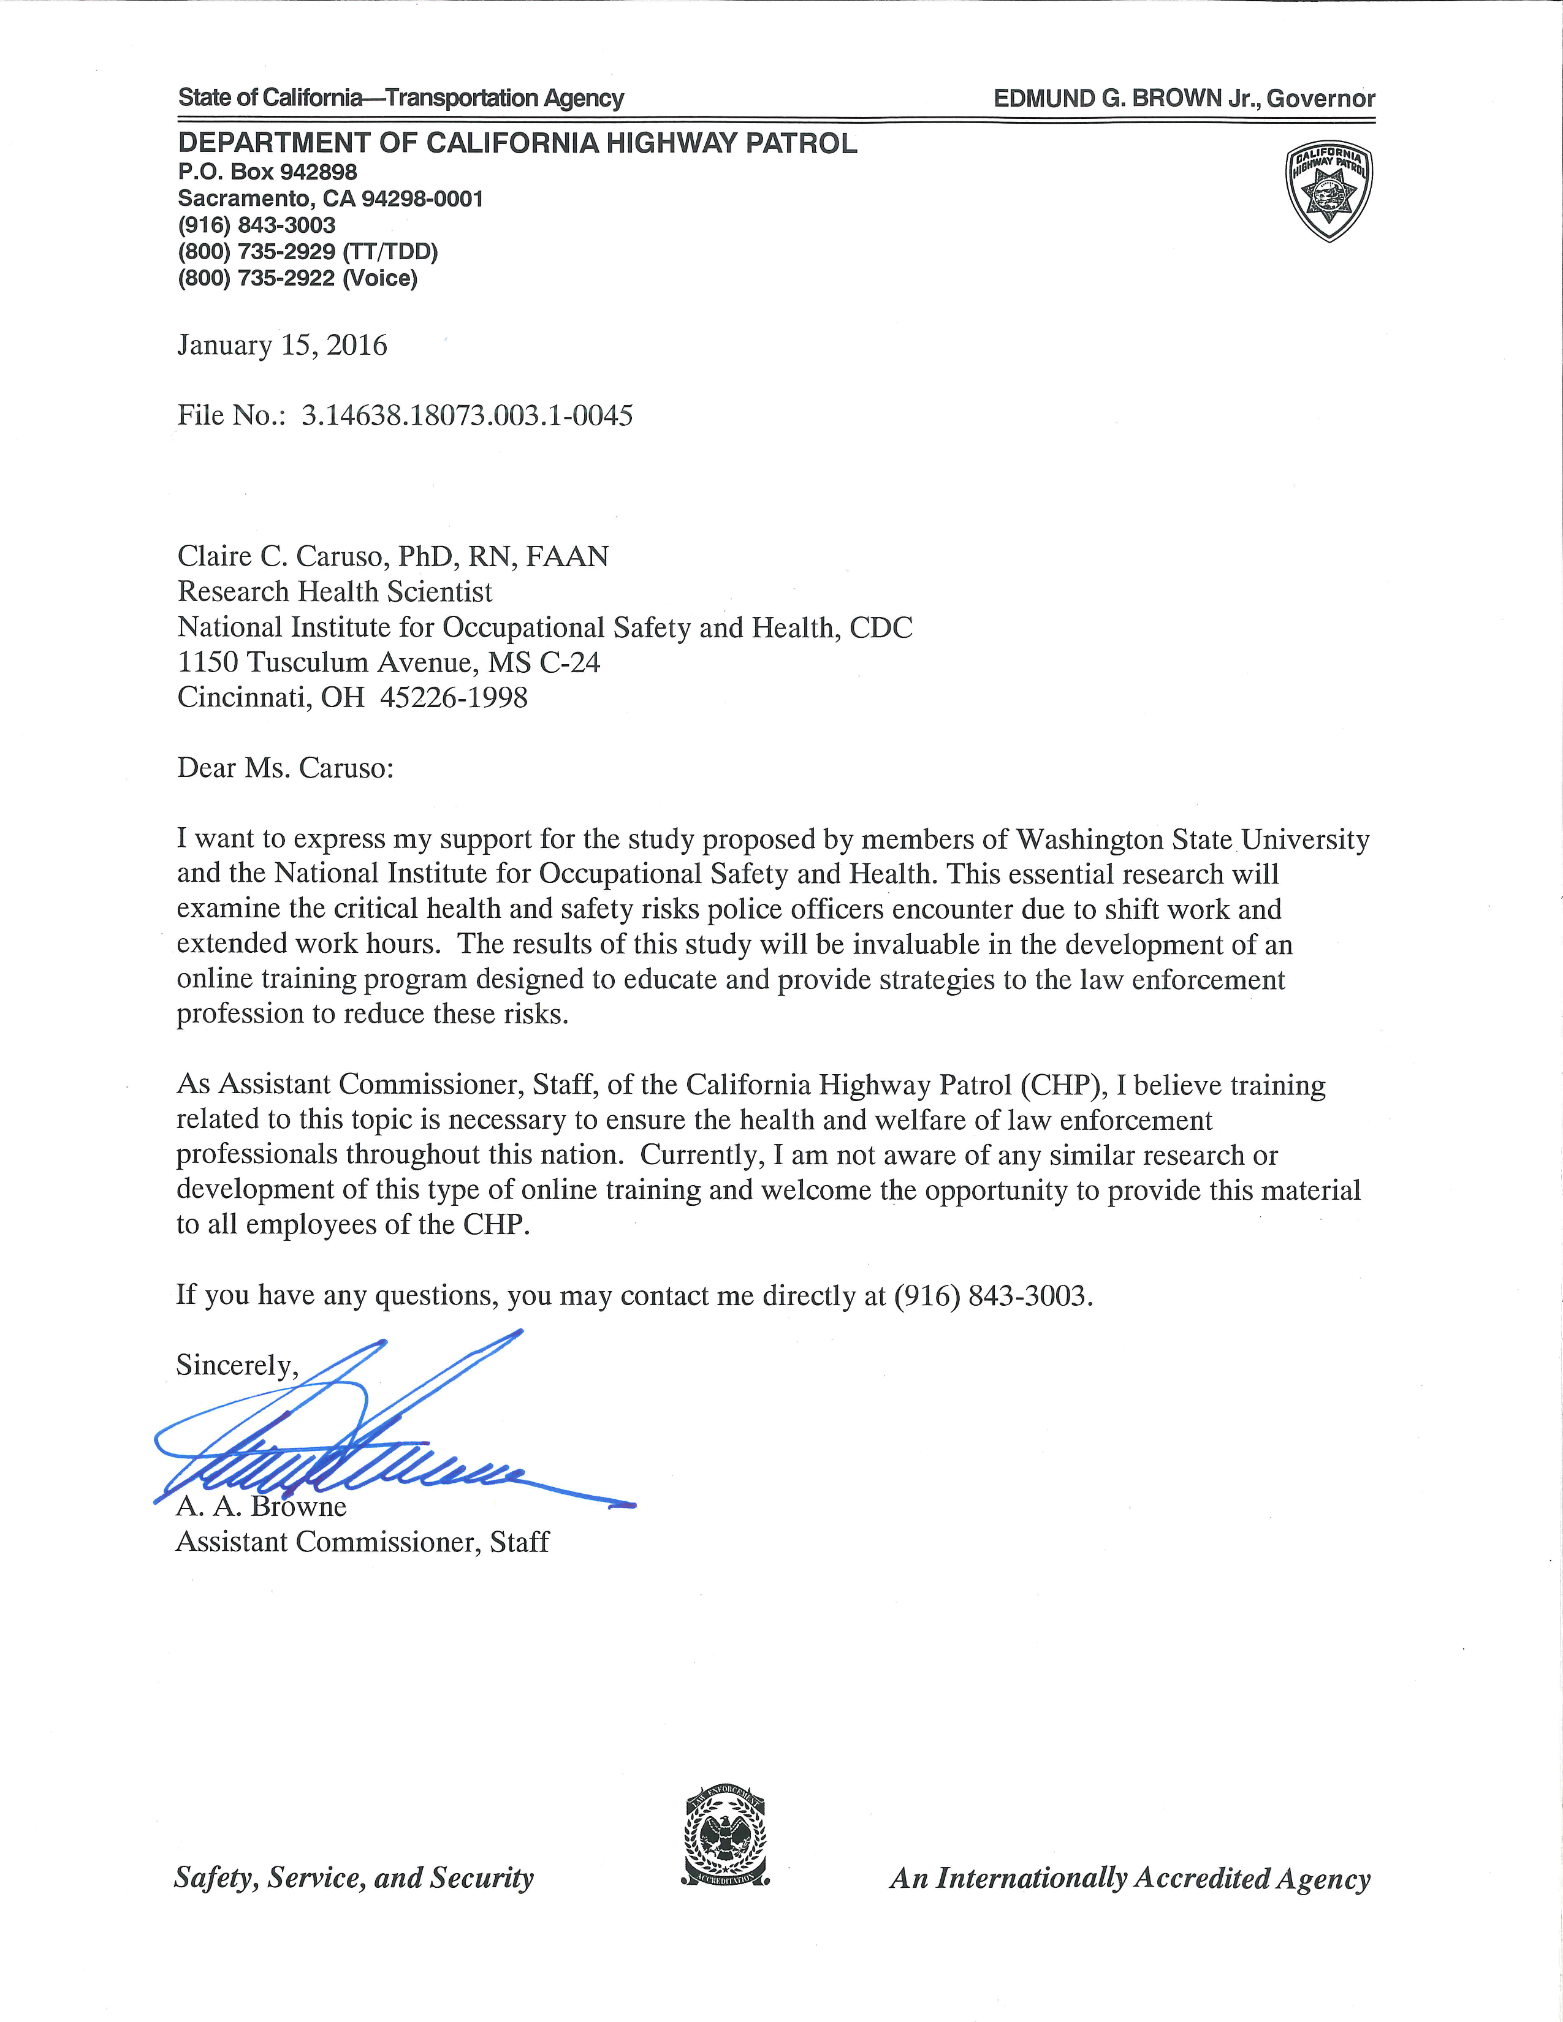 State of California—Transportation Agency EDMUND G. BROWN Jr., Governor
DEPARTMENT OF CALIFORNIA HIGHWAY PATROL
P.O. Box 942898
Sacramento, CA 94298-0001
(916) 843-3003
(800) 735-2929 (TT/TDD)
(800) 735-2922 (Voice)
CALIFORNIA
HIGHWAY PATROL
January 15, 2016
File No.: 3.14638.18073.003.1-0045
Claire C. Caruso, PhD, RN, FAAN
Research Health Scientist
National Institute for Occupational Safety and Health, CDC
1150 Tusculum Avenue, MS C-24
Cincinnati, OH 45226-1998
Dear Ms. Caruso:
I want to express my support for the study proposed by members of Washington State University
and the National Institute for Occupational Safety and Health. This essential research will
examine the critical health and safety risks police officers encounter due to shift work and
extended work hours. The results of this study will be invaluable in the development of an
online training program designed to educate and provide strategies to the law enforcement
profession to reduce these risks.
As Assistant Commissioner, Staff, of the California Highway Patrol (CHP), I believe training
related to this topic is necessary to ensure the health and welfare of law enforcement
professionals throughout this nation. Currently, I am not aware of any similar research or
development of this type of online training and welcome the opportunity to provide this material
to all employees of the CHP.
If you have any questions, you may contact me directly at (916) 843-3003.
Sincerely,
A. A. Browne
Assistant Commissioner, Staff
LAW ENFORCEMENT
ACCREDITATION
Safety, Service, and Security An Internationally Accredited Agency